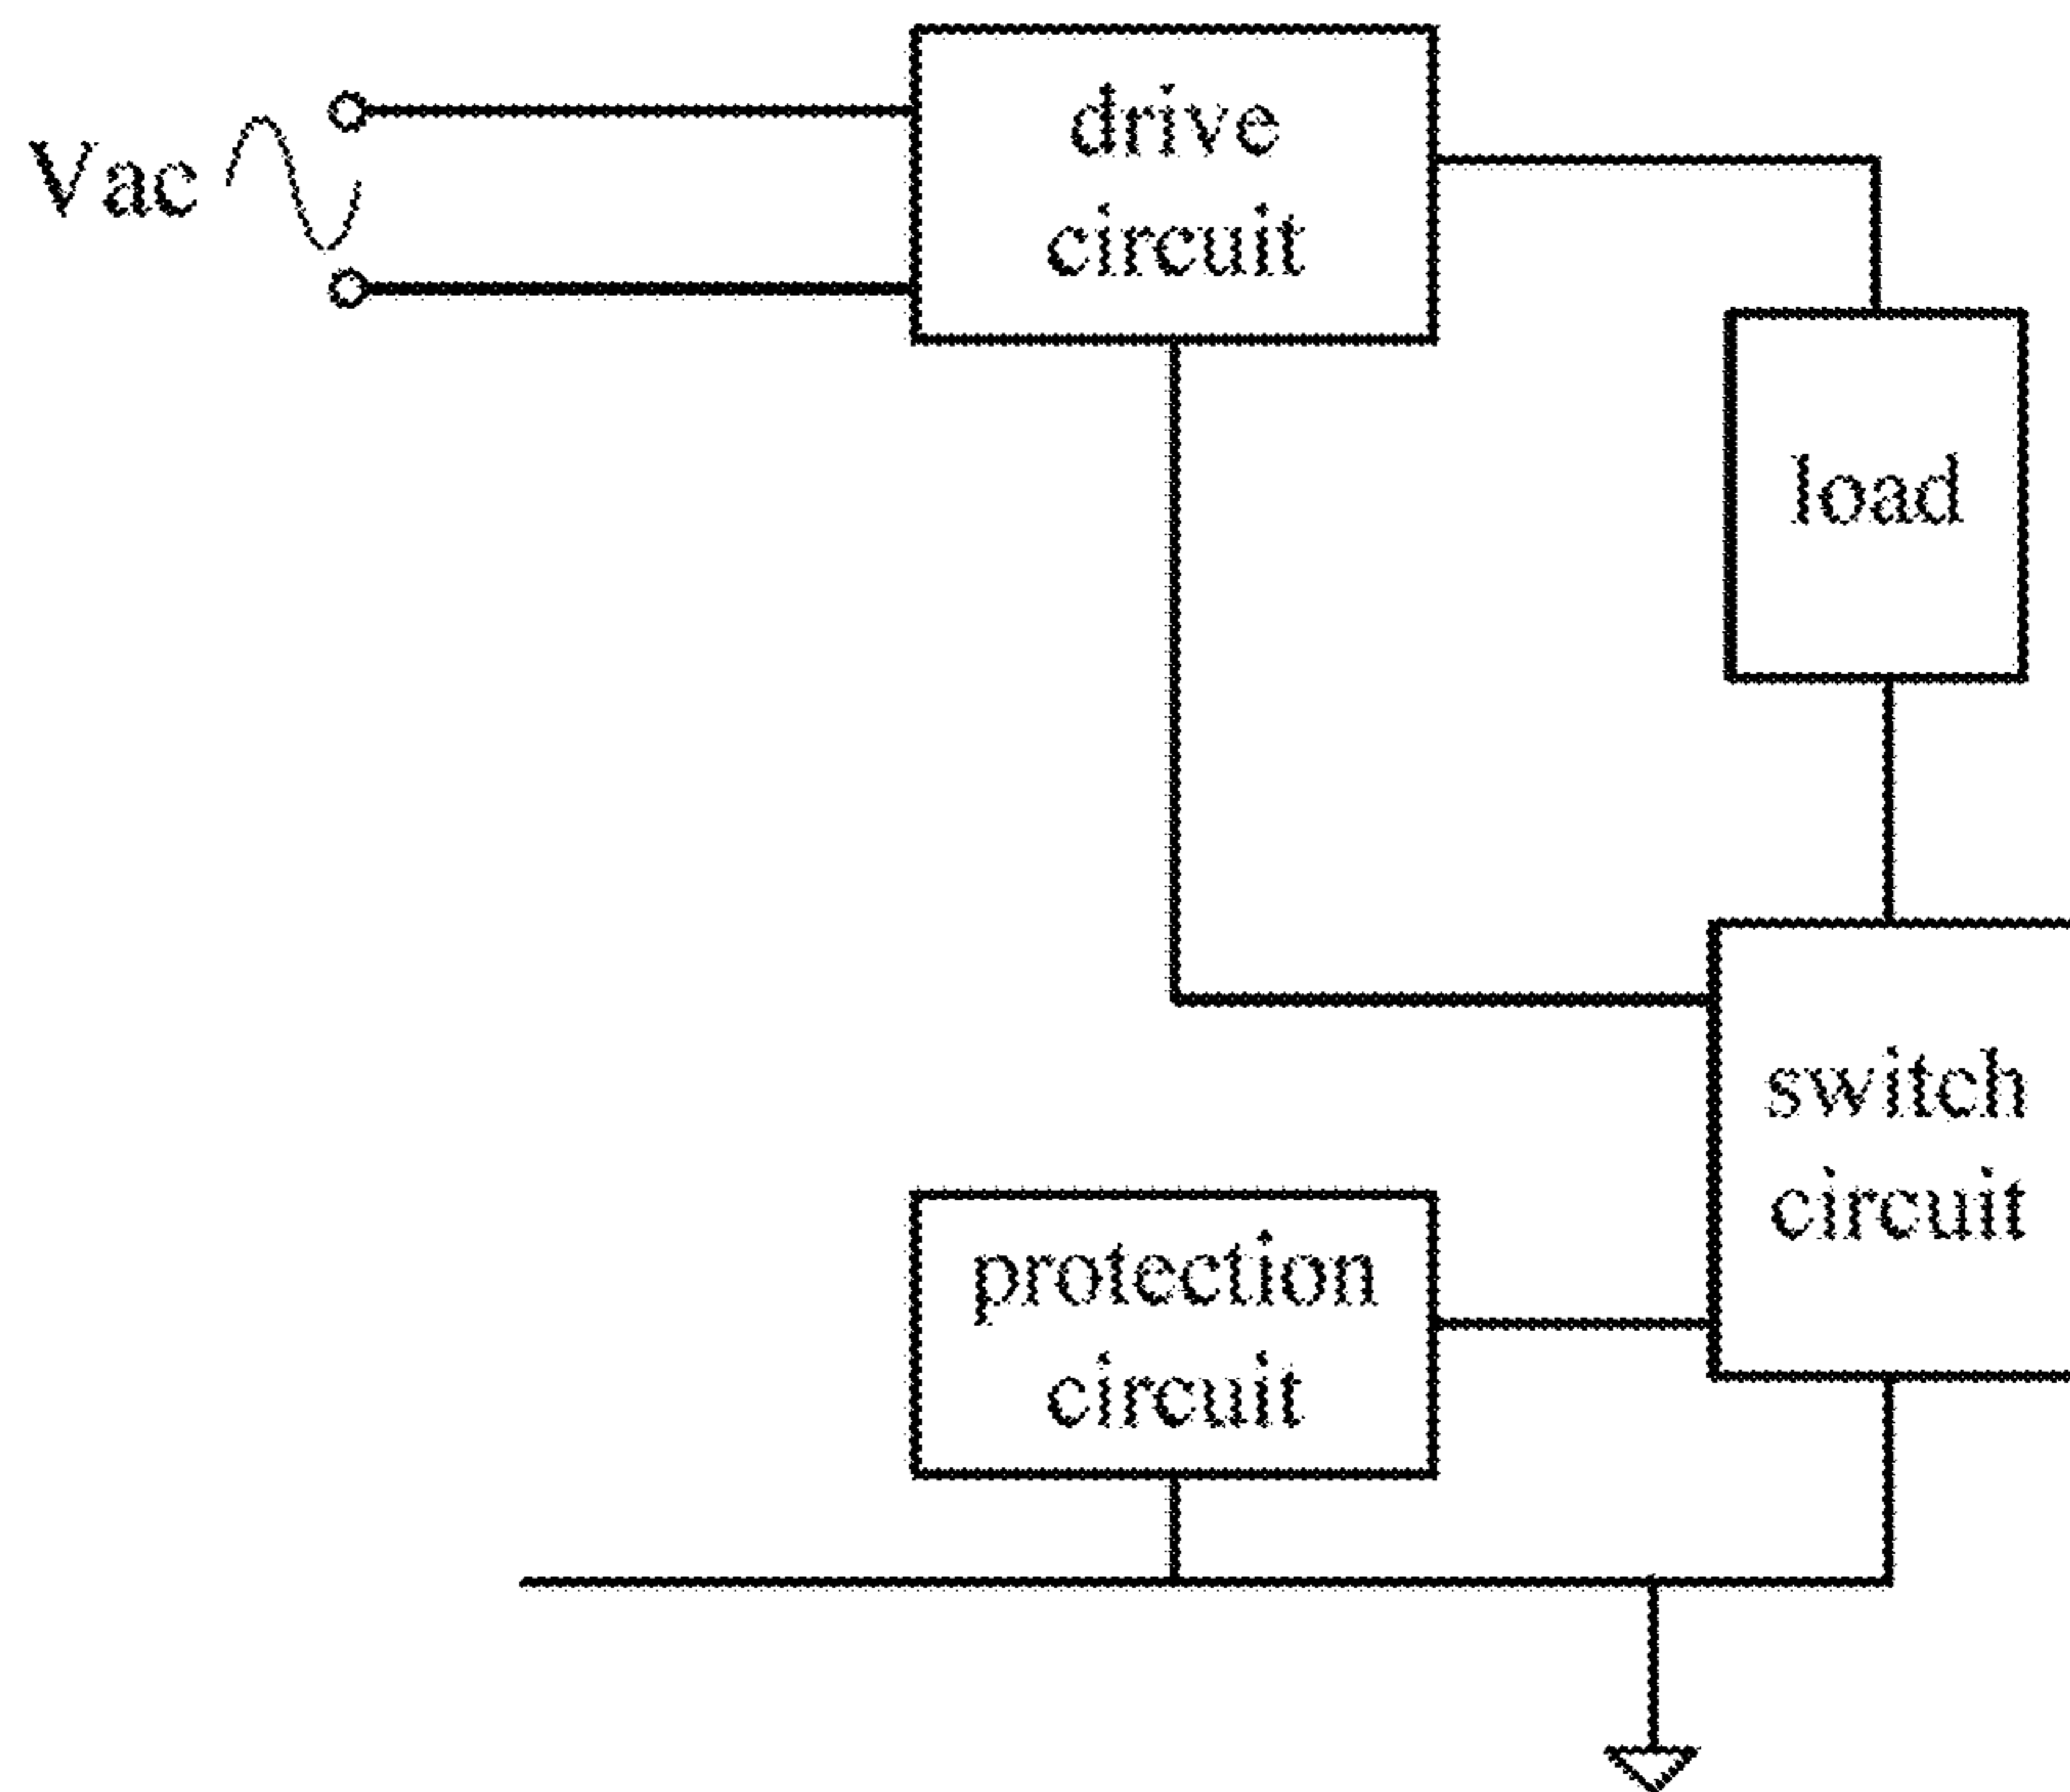 Vac
drive
circuit
load
switch
circuit
protection
circuit